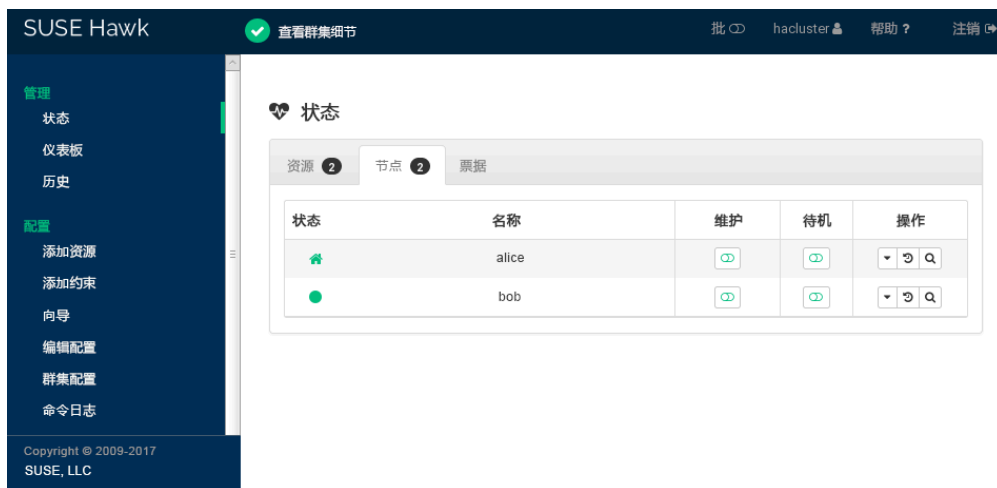 SUSE Hawk
查看群集细节
批 hacluster 帮助 ? 注销
管理
状态
仪表板
历史
配置
添加资源
添加约束
向导
编辑配置
群集配置
命令日志
Copyright © 2009-2017
SUSE, LLC
状态
资源 2 节点 2 票据
状态 名称 维护 待机 操作
alice
bob